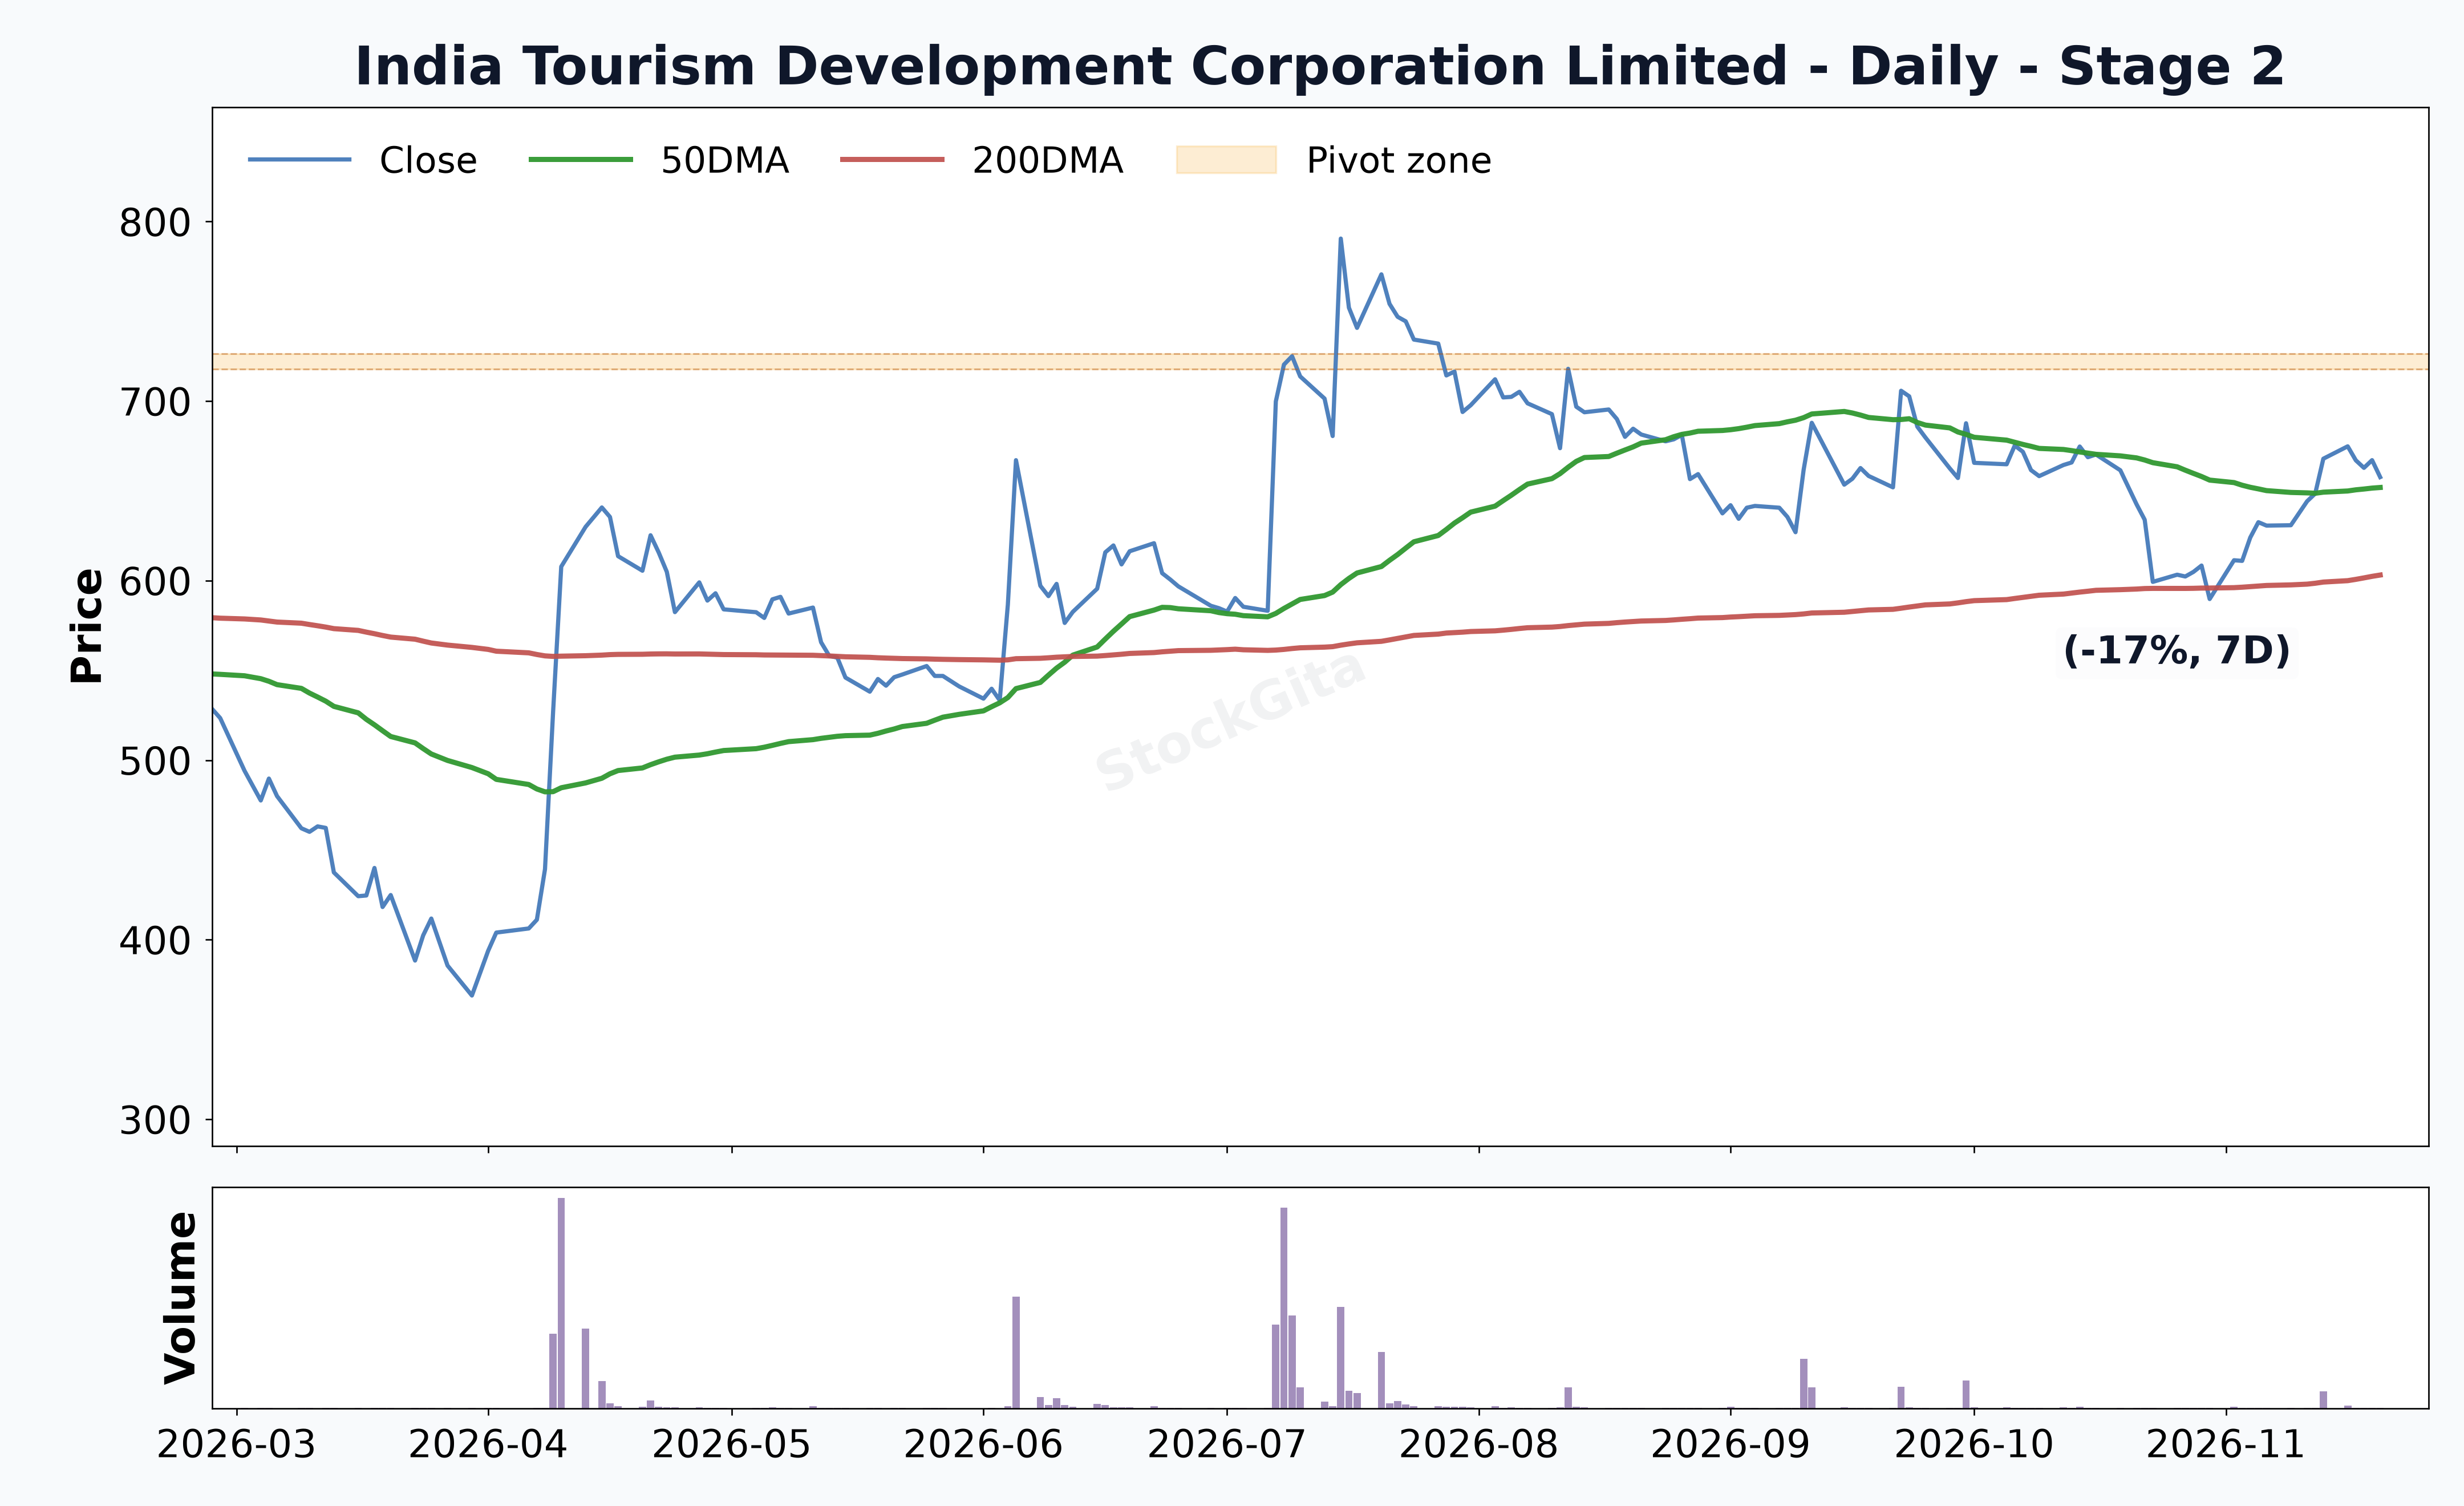 India Tourism Development Corporation Limited - Daily - Stage 2
Close 50DMA 200DMA Pivot zone
Price
800
700
600
500
400
300
(-17%, 7D)
StockGita
Volume
2026-03 2026-04 2026-05 2026-06 2026-07 2026-08 2026-09 2026-10 2026-11